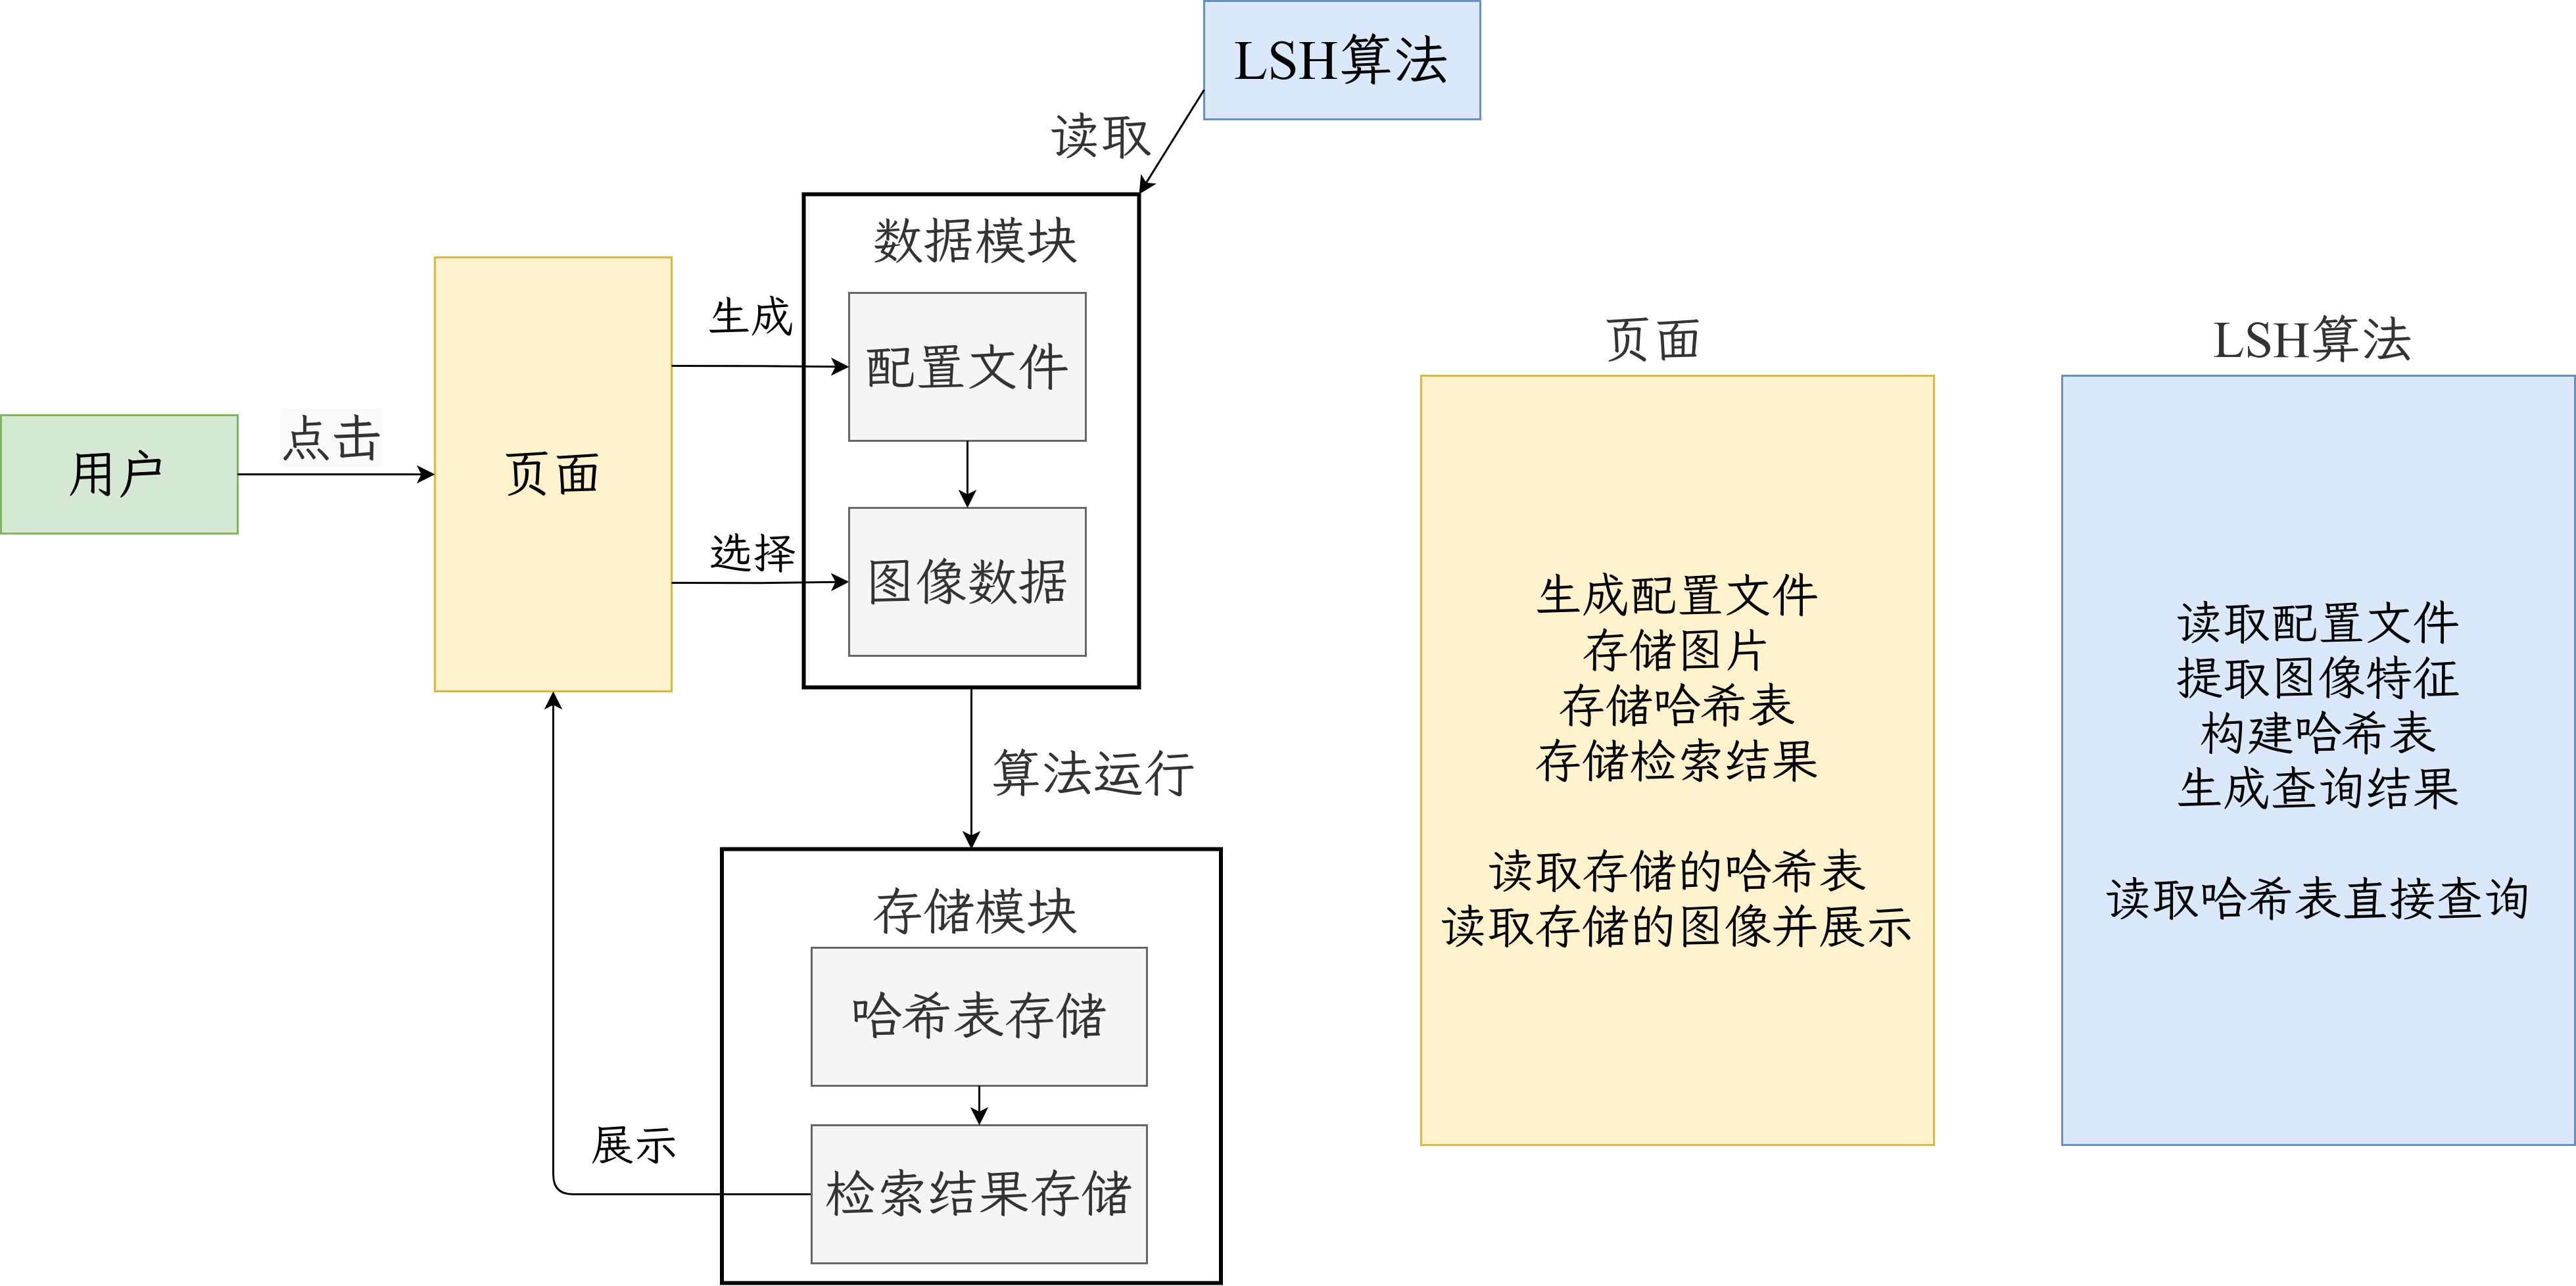 LSH算法
读取
数据模块
生成
配置文件
用户
点击
页面
选择
图像数据
算法运行
存储模块
哈希表存储
展示
检索结果存储
页面
生成配置文件
存储图片
存储哈希表
存储检索结果
读取存储的哈希表
读取存储的图像并展示
LSH算法
读取配置文件
提取图像特征
构建哈希表
生成查询结果
读取哈希表直接查询